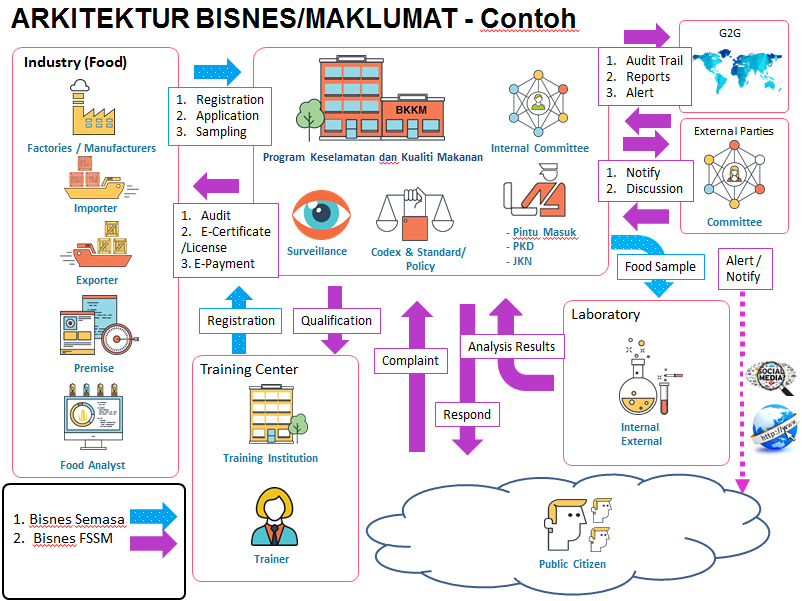 ARKITEKTUR BISNES/MAKLUMAT - Contoh
Industry (Food)
Factories / Manufacturers
Importer
Exporter
Premise
Food Analyst
1. Registration
2. Application
3. Sampling
1. Audit
2. E-Certificate
/License
3. E-Payment
BKKM
Program Keselamatan dan Kualiti Makanan
Internal Committee
Surveillance
Codex & Standard/
Policy
- Pintu Masuk
- PKD
- JKN
1. Audit Trail
2. Reports
3. Alert
G2G
External Parties
Committee
1. Notify
2. Discussion
Food Sample
Alert /
Notify
Registration
Qualification
Complaint
Respond
Analysis Results
Training Center
Training Institution
Trainer
Laboratory
Internal
External
SOCIAL
MEDIA
http://www
Public Citizen
1. Bisnes Semasa
2. Bisnes FSSM